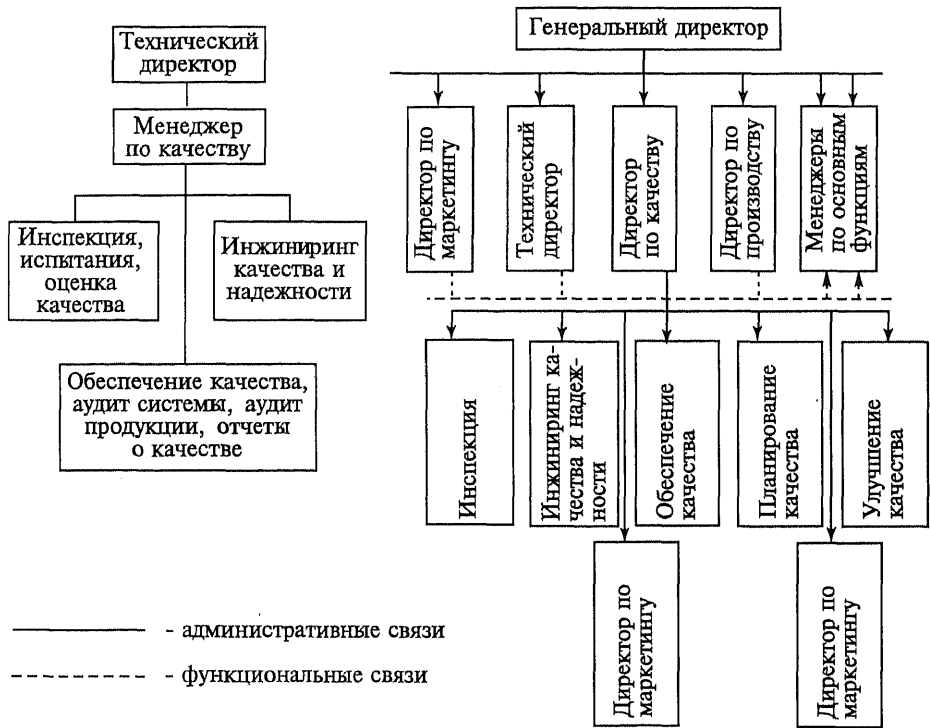 Технический
директор
Менеджер
по качеству
Инспекция,
испытания,
оценка
качества
Инжиниринг
качества и
надежности
Обеспечение качества,
аудит системы, аудит
продукции, отчеты
о качестве
Генеральный директор
Директор по
маркетингу
Технический
директор
Директор
по качеству
Директор по
производству
Менеджеры
по основным
функциям
Инспекция
Инжиниринг ка-
чества и надеж-
ности
Обеспечение
качества
Планирование
качества
Улучшение
качества
Директор по
маркетингу
Директор по
маркетингу
- административные связи
- функциональные связи